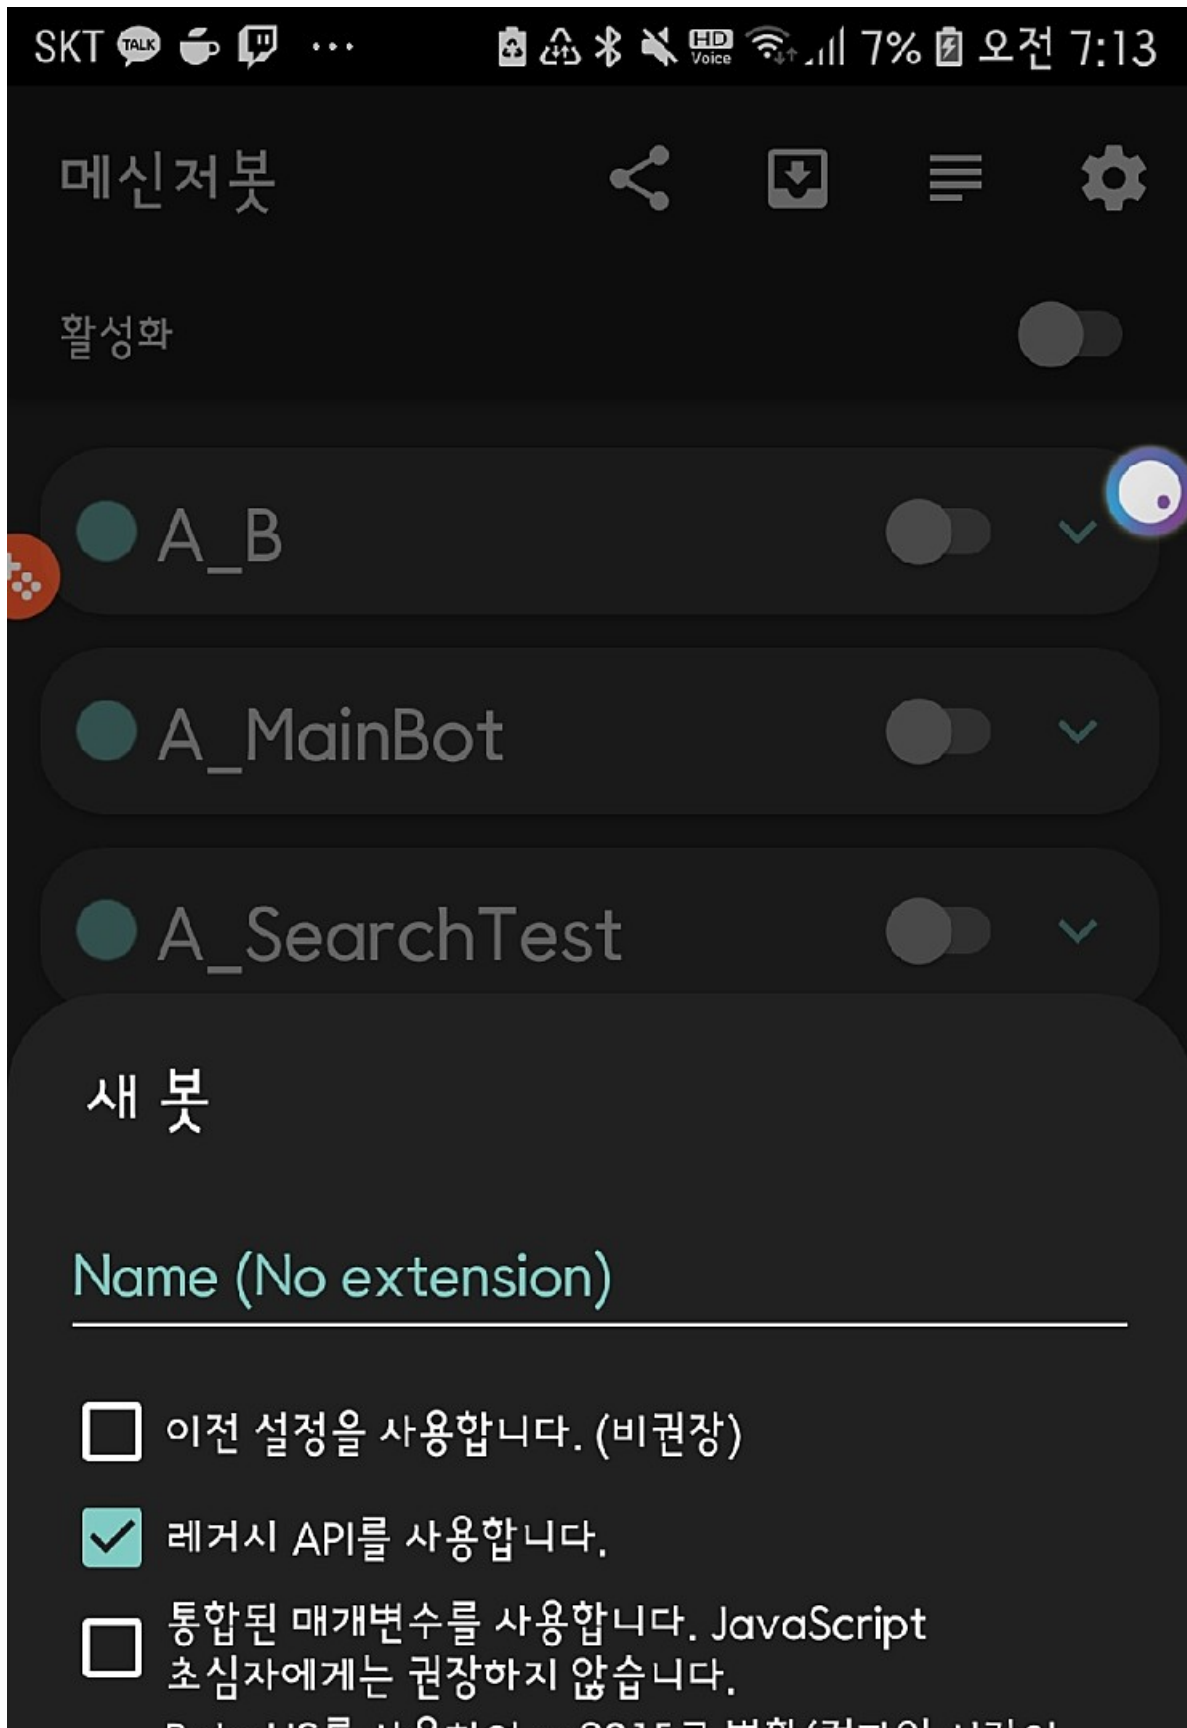 SKT TALK HD Voice 7% 오전 7:13
메신저봇
활성화
A_B
A_MainBot
A_SearchTest
새 봇
Name (No extension)
이전 설정을 사용합니다. (비권장)
레거시 API를 사용합니다.
통합된 매개변수를 사용합니다. JavaScript
초심자에게는 권장하지 않습니다.